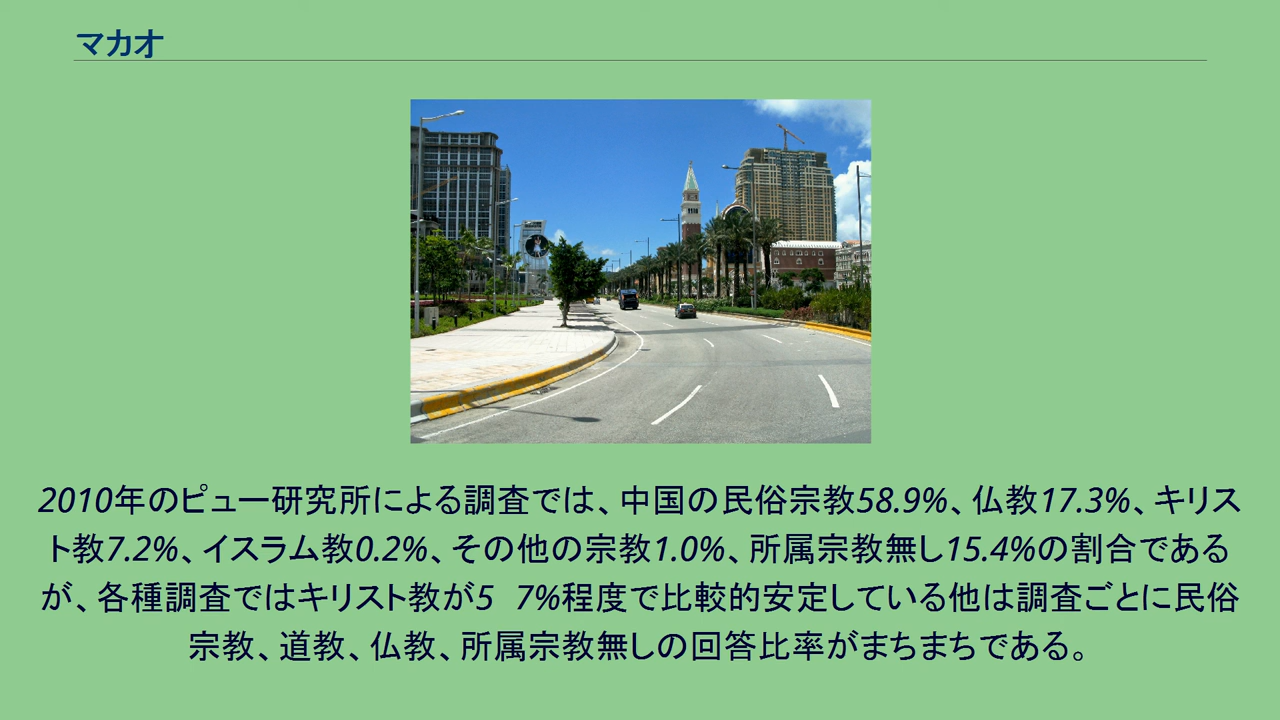 マカオ
2010年のピュー研究所による調査では、中国の民俗宗教58.9%、仏教17.3%、キリス
ト教7.2%、イスラム教0.2%、その他の宗教1.0%、所属宗教無し15.4%の割合である
が、各種調査ではキリスト教が5 7%程度で比較的安定している他は調査ごとに民俗
宗教、道教、仏教、所属宗教無しの回答比率がまちまちである。